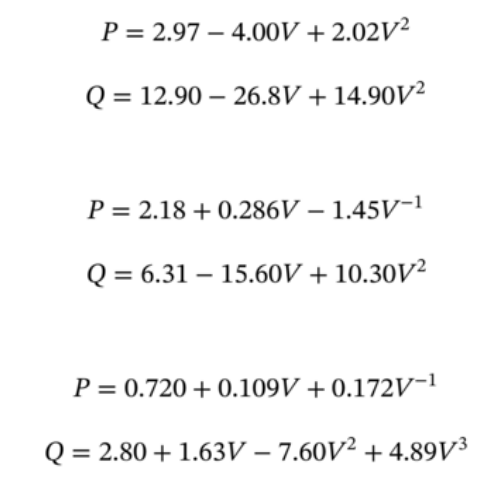 P = 2.97 − 4.00V + 2.02V²
Q = 12.90 − 26.8V + 14.90V²
P = 2.18 + 0.286V − 1.45V⁻¹
Q = 6.31 − 15.60V + 10.30V²
P = 0.720 + 0.109V + 0.172V⁻¹
Q = 2.80 + 1.63V − 7.60V² + 4.89V³